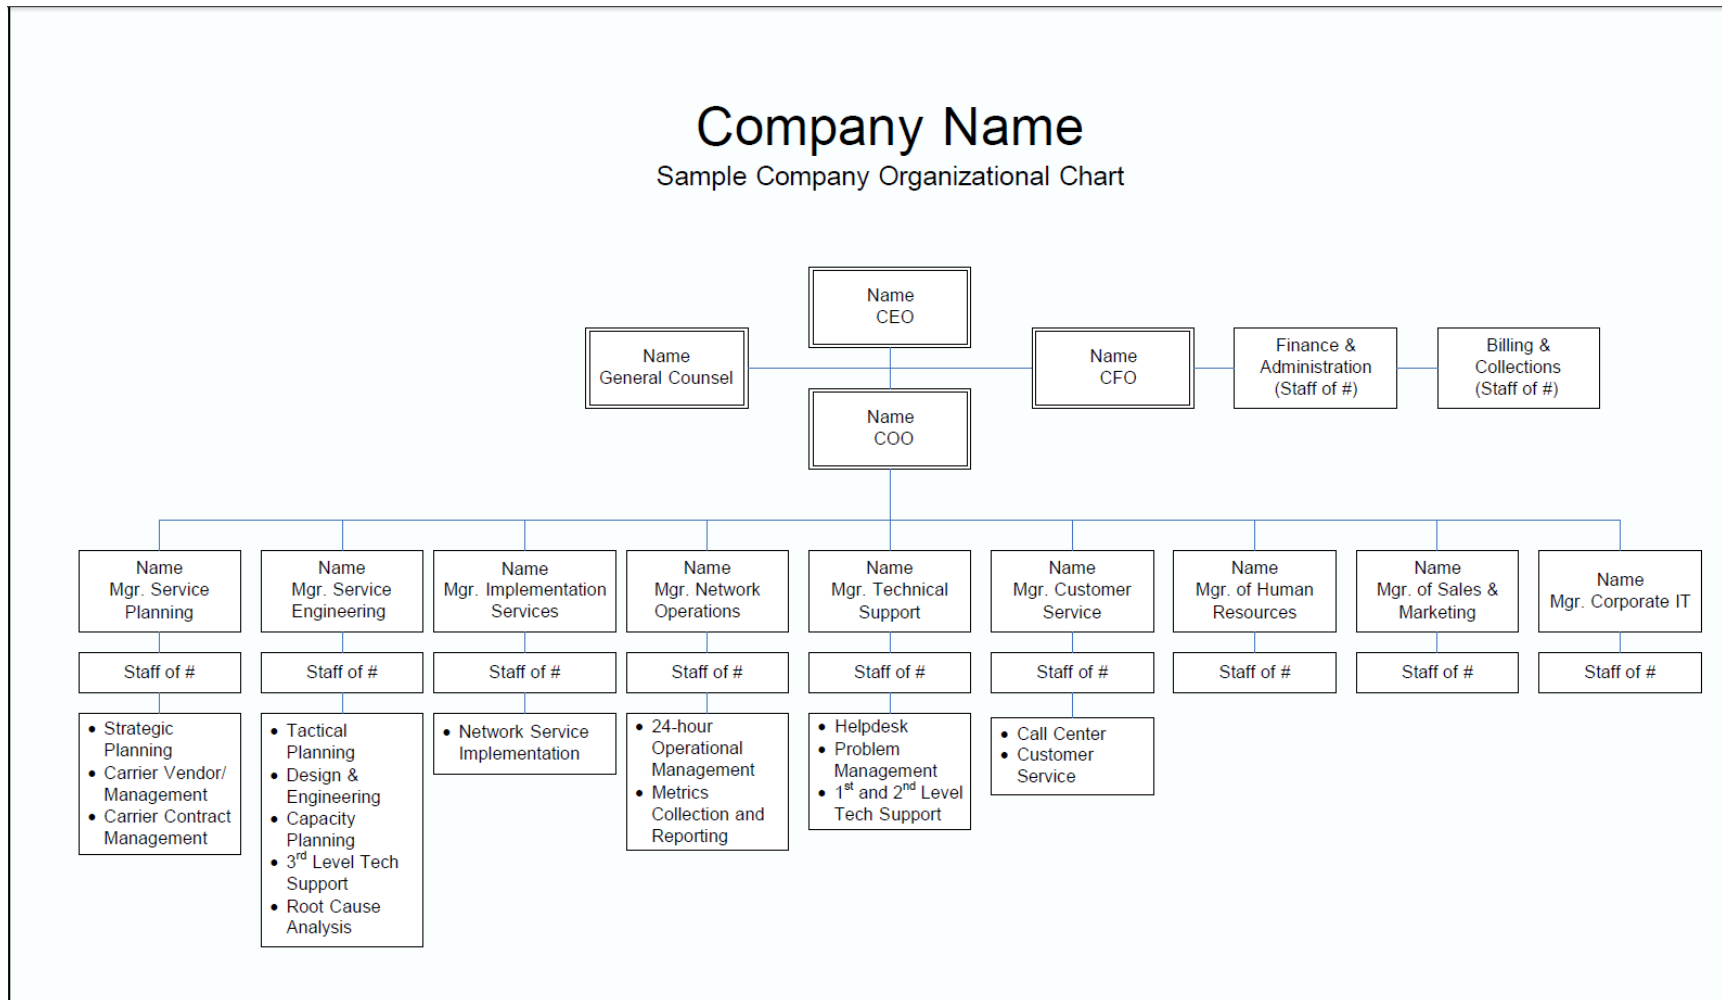 Company Name
Sample Company Organizational Chart
Name
CEO
Name
General Counsel
Name
CFO
Finance &
Administration
(Staff of #)
Billing &
Collections
(Staff of #)
Name
COO
Name
Mgr. Service
Planning
Name
Mgr. Service
Engineering
Name
Mgr. Implementation
Services
Name
Mgr. Network
Operations
Name
Mgr. Technical
Support
Name
Mgr. Customer
Service
Name
Mgr. of Human
Resources
Name
Mgr. of Sales &
Marketing
Name
Mgr. Corporate IT
Staff of #
Staff of #
Staff of #
Staff of #
Staff of #
Staff of #
Staff of #
Staff of #
Staff of #
• Strategic
Planning
• Carrier Vendor/
Management
• Carrier Contract
Management
• Tactical
Planning
• Design &
Engineering
• Capacity
Planning
• 3rd Level Tech
Support
• Root Cause
Analysis
• Network Service
Implementation
• 24-hour
Operational
Management
• Metrics
Collection and
Reporting
• Helpdesk
• Problem
Management
• 1st and 2nd Level
Tech Support
• Call Center
• Customer
Service